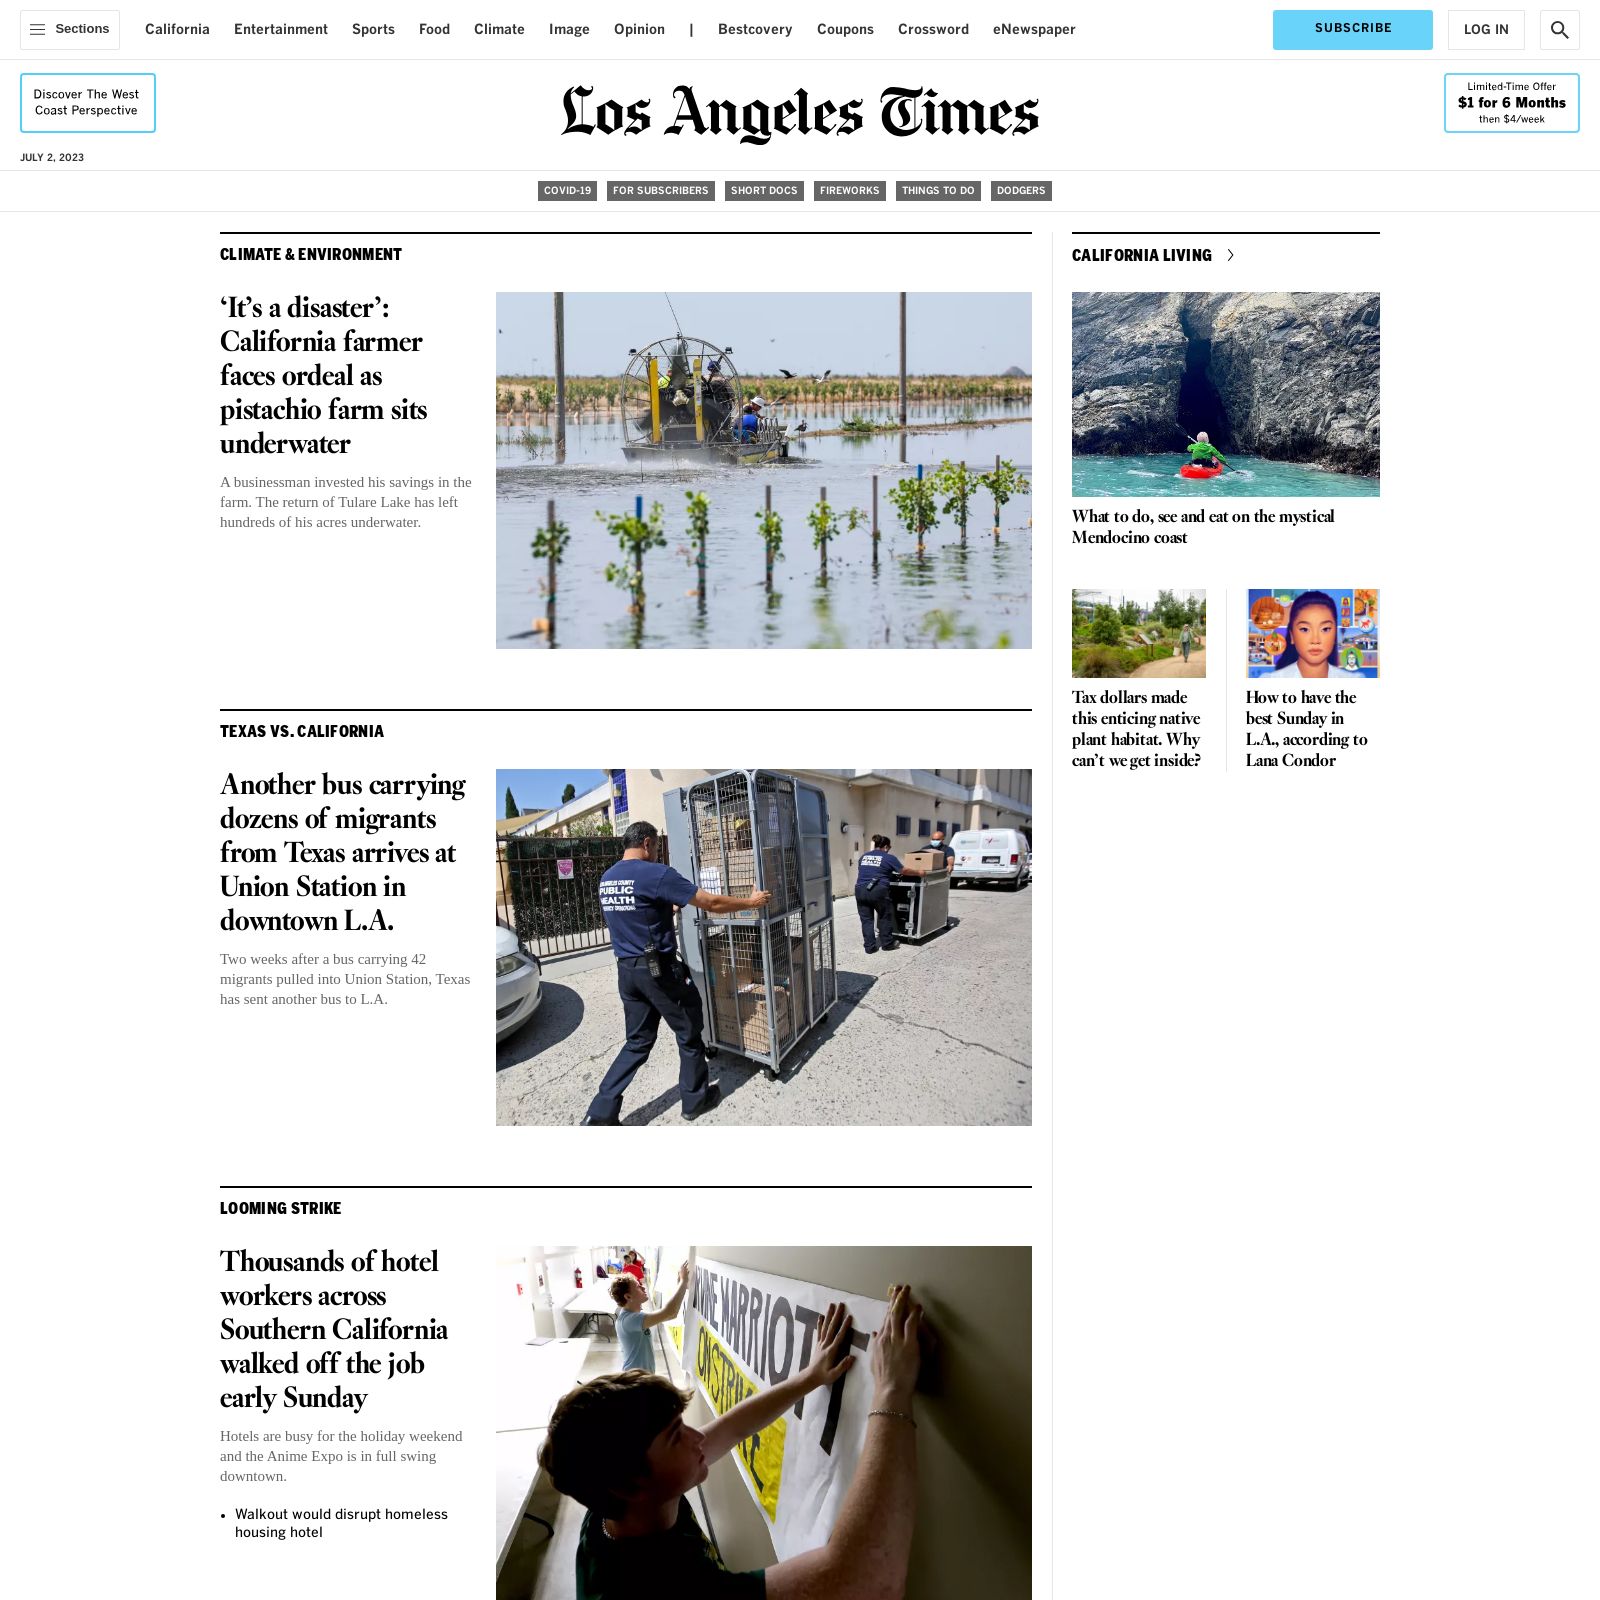 Sections
California
Entertainment
Sports
Food
Climate
Image
Opinion
|
Bestcovery
Coupons
Crossword
eNewspaper
SUBSCRIBE
LOG IN
Discover The West
Coast Perspective
Los Angeles Times
Limited-Time Offer
$1 for 6 Months
then $4/week
JULY 2, 2023
COVID-19
FOR SUBSCRIBERS
SHORT DOCS
FIREWORKS
THINGS TO DO
DODGERS
CLIMATE & ENVIRONMENT
‘It’s a disaster’:
California farmer
faces ordeal as
pistachio farm sits
underwater
A businessman invested his savings in the
farm. The return of Tulare Lake has left
hundreds of his acres underwater.
TEXAS VS. CALIFORNIA
Another bus carrying
dozens of migrants
from Texas arrives at
Union Station in
downtown L.A.
Two weeks after a bus carrying 42
migrants pulled into Union Station, Texas
has sent another bus to L.A.
PUBLIC
HEALTH
LOOMING STRIKE
Thousands of hotel
workers across
Southern California
walked off the job
early Sunday
Hotels are busy for the holiday weekend
and the Anime Expo is in full swing
downtown.
• Walkout would disrupt homeless
housing hotel
MARRIOTT
ON STRIKE
CALIFORNIA LIVING
What to do, see and eat on the mystical
Mendocino coast
Tax dollars made
this enticing native
plant habitat. Why
can’t we get inside?
How to have the
best Sunday in
L.A., according to
Lana Condor